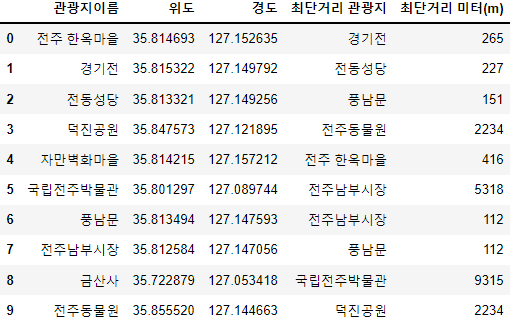 관광지이름 위도 경도 최단거리 관광지 최단거리 미터(m)
0 전주 한옥마을 35.814693 127.152635 경기전 265
1 경기전 35.815322 127.149792 전동성당 227
2 전동성당 35.813321 127.149256 풍남문 151
3 덕진공원 35.847573 127.121895 전주동물원 2234
4 자만벽화마을 35.814215 127.157212 전주 한옥마을 416
5 국립전주박물관 35.801297 127.089744 전주남부시장 5318
6 풍남문 35.813494 127.147593 전주남부시장 112
7 전주남부시장 35.812584 127.147056 풍남문 112
8 금산사 35.722879 127.053418 국립전주박물관 9315
9 전주동물원 35.855520 127.144663 덕진공원 2234